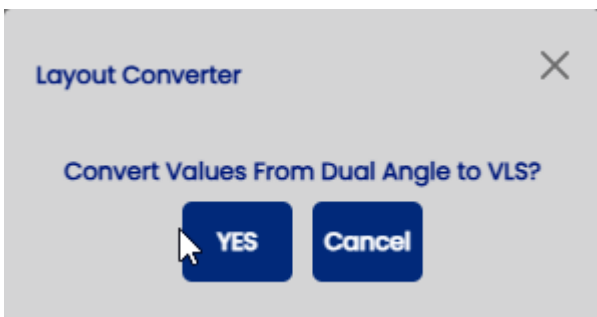 Layout Converter
Convert Values From Dual Angle to VLS?
YES Cancel